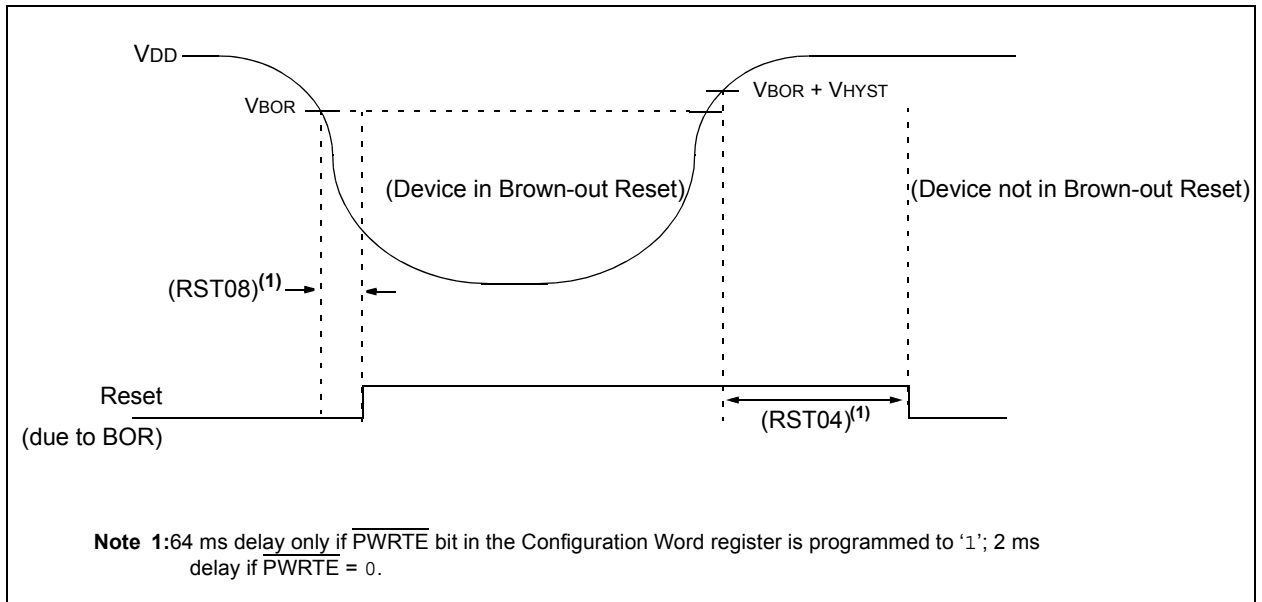 VDD
VBOR
VBOR + VHYST
(Device in Brown-out Reset)
(Device not in Brown-out Reset)
(RST08)(1)
Reset
(due to BOR)
(RST04)(1)
Note 1:64 ms delay only if PWRTE bit in the Configuration Word register is programmed to ‘1’; 2 ms
delay if PWRTE = 0.